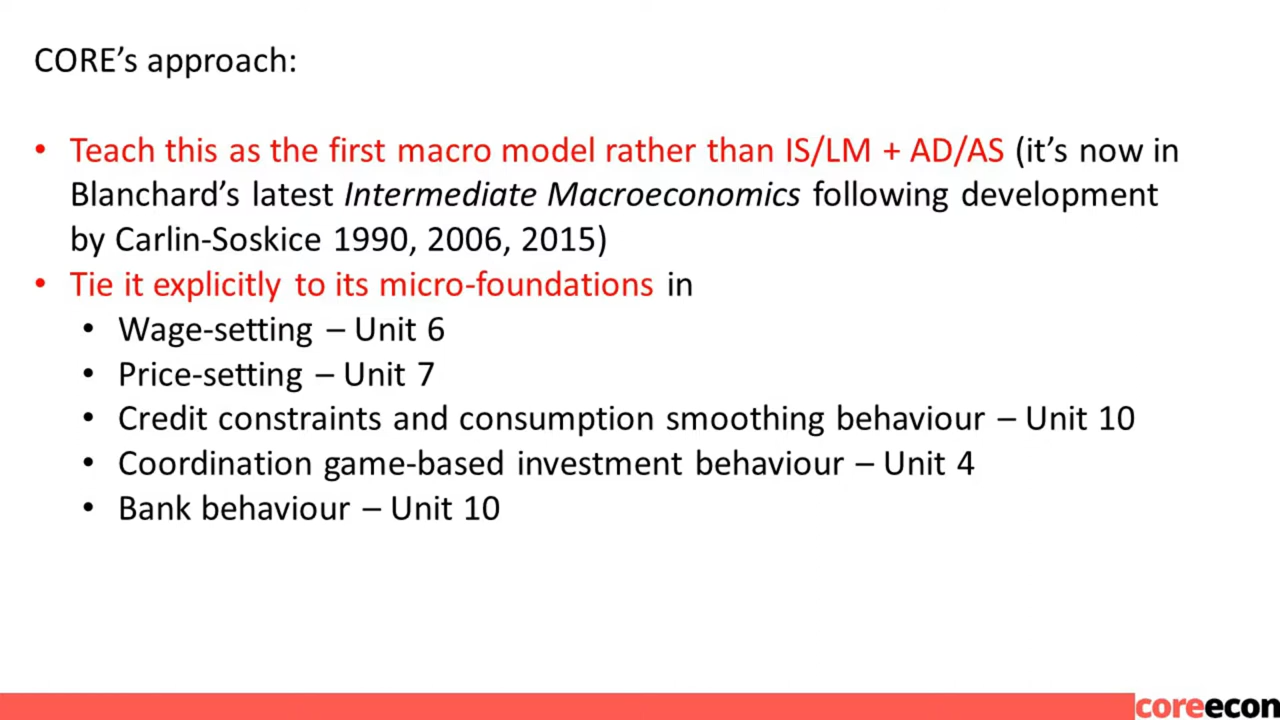 CORE’s approach:
• Teach this as the first macro model rather than IS/LM + AD/AS (it’s now in
Blanchard’s latest Intermediate Macroeconomics following development
by Carlin-Soskice 1990, 2006, 2015)
• Tie it explicitly to its micro-foundations in
• Wage-setting – Unit 6
• Price-setting – Unit 7
• Credit constraints and consumption smoothing behaviour – Unit 10
• Coordination game-based investment behaviour – Unit 4
• Bank behaviour – Unit 10
coreecon